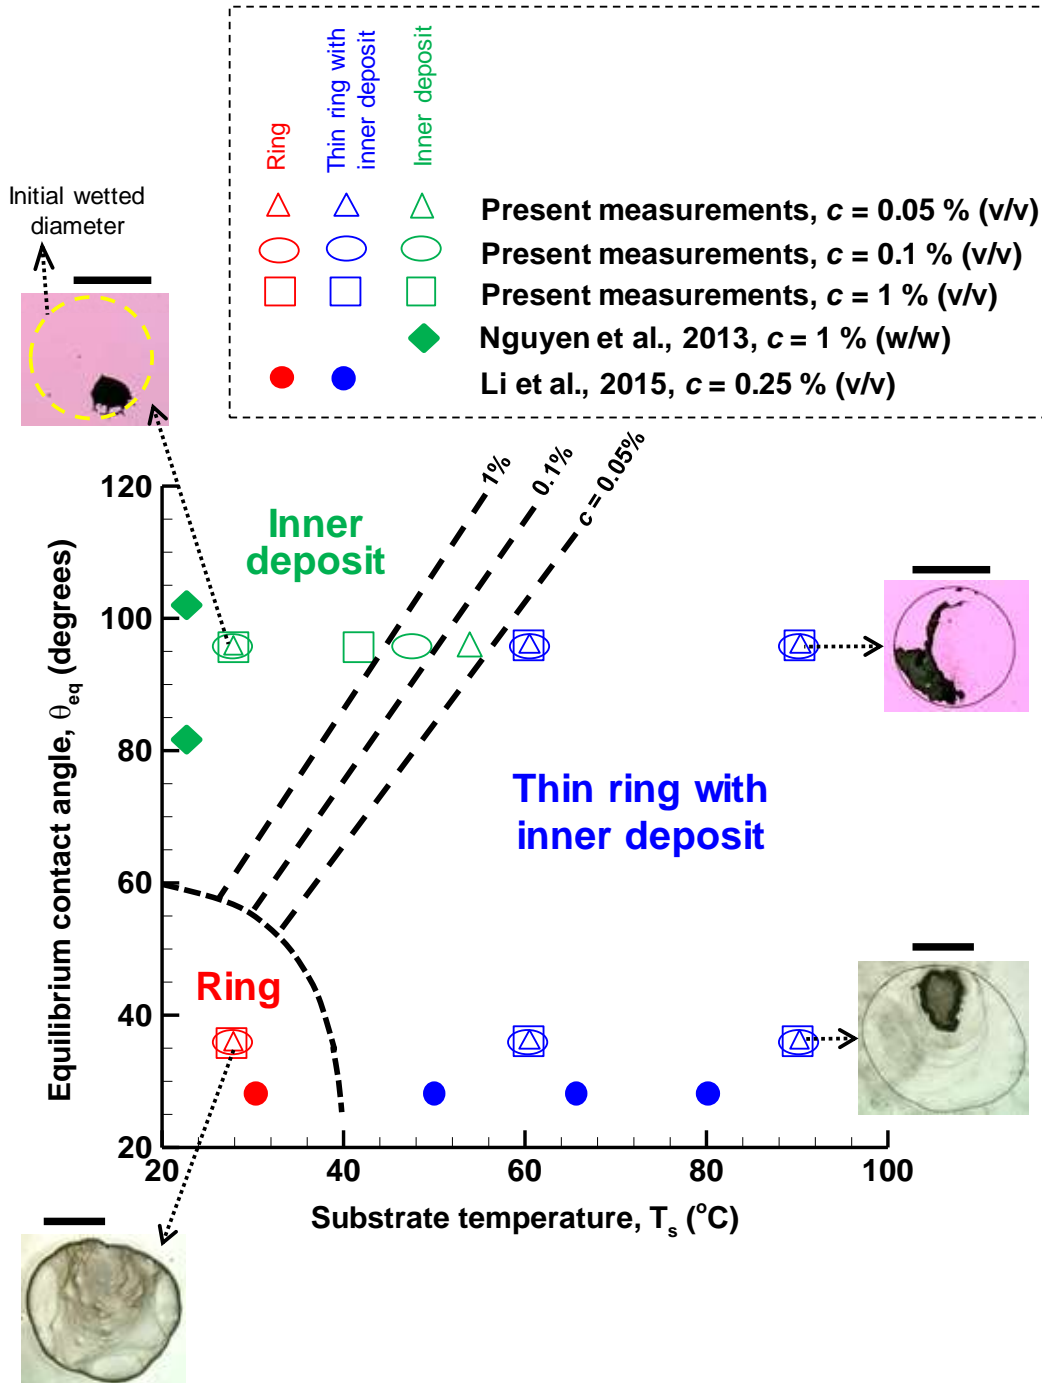 Ring
Thin ring with
inner deposit
Inner deposit
Present measurements, c = 0.05 % (v/v)
Present measurements, c = 0.1 % (v/v)
Present measurements, c = 1 % (v/v)
Nguyen et al., 2013, c = 1 % (w/w)
Li et al., 2015, c = 0.25 % (v/v)
Initial wetted
diameter
1%
0.1%
c = 0.05%
Inner
deposit
Thin ring with
inner deposit
Ring
120
100
80
60
40
20
Equilibrium contact angle, θeq (degrees)
20 40 60 80 100
Substrate temperature, Ts (oC)